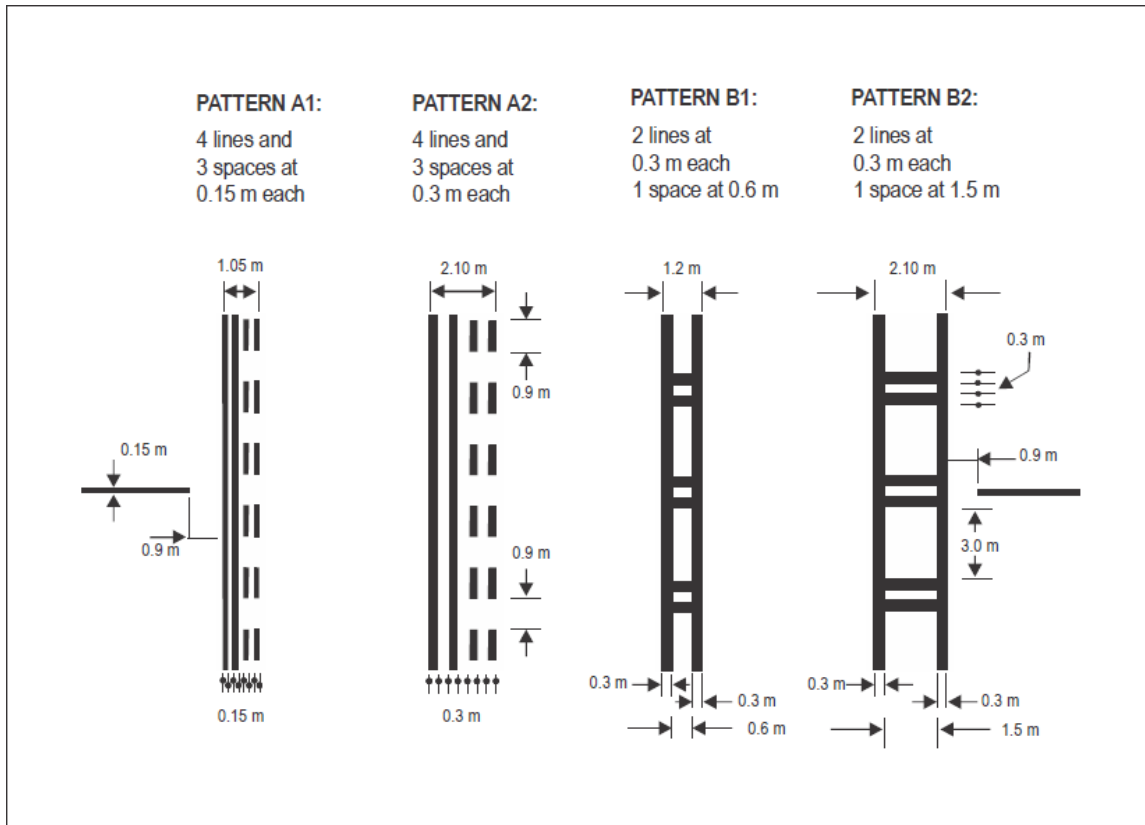 PATTERN A1:
4 lines and
3 spaces at
0.15 m each
PATTERN A2:
4 lines and
3 spaces at
0.3 m each
PATTERN B1:
2 lines at
0.3 m each
1 space at 0.6 m
PATTERN B2:
2 lines at
0.3 m each
1 space at 1.5 m
1.05 m
2.10 m
1.2 m
2.10 m
0.3 m
0.9 m
0.15 m
0.9 m
0.9 m
0.9 m
3.0 m
0.3 m
0.3 m
0.3 m
0.3 m
0.15 m
0.3 m
0.6 m
1.5 m